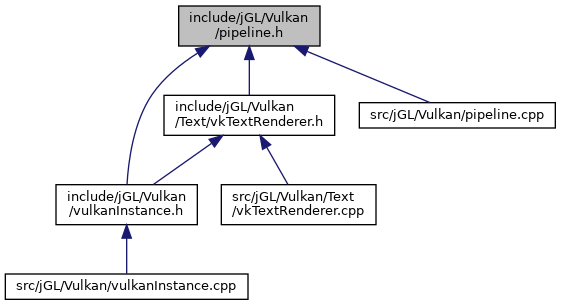 include/jGL/Vulkan
/pipeline.h
include/jGL/Vulkan
/Text/vkTextRenderer.h
src/jGL/Vulkan/pipeline.cpp
include/jGL/Vulkan
/vulkanInstance.h
src/jGL/Vulkan/Text
/vkTextRenderer.cpp
src/jGL/Vulkan/vulkanInstance.cpp